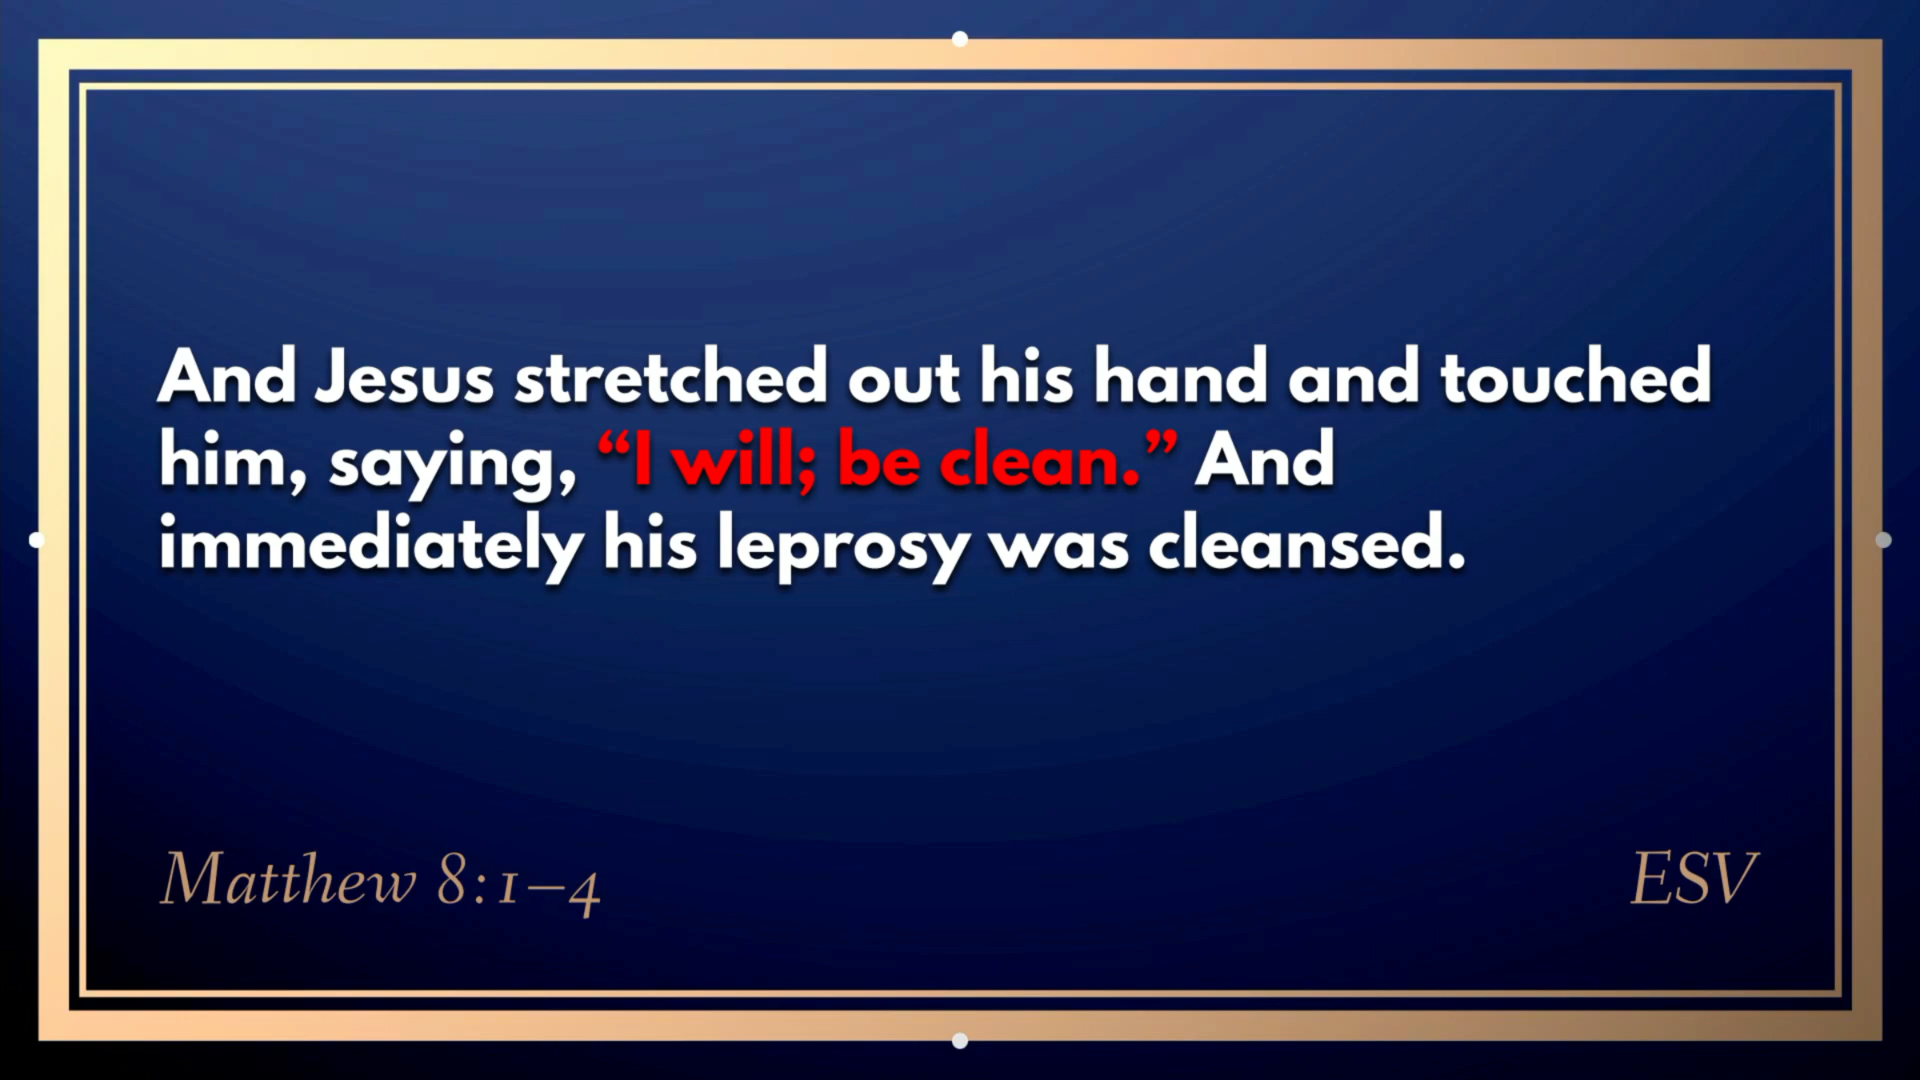 And Jesus stretched out his hand and touched
him, saying, “I will; be clean.” And
immediately his leprosy was cleansed.
Matthew 8:1–4
ESV